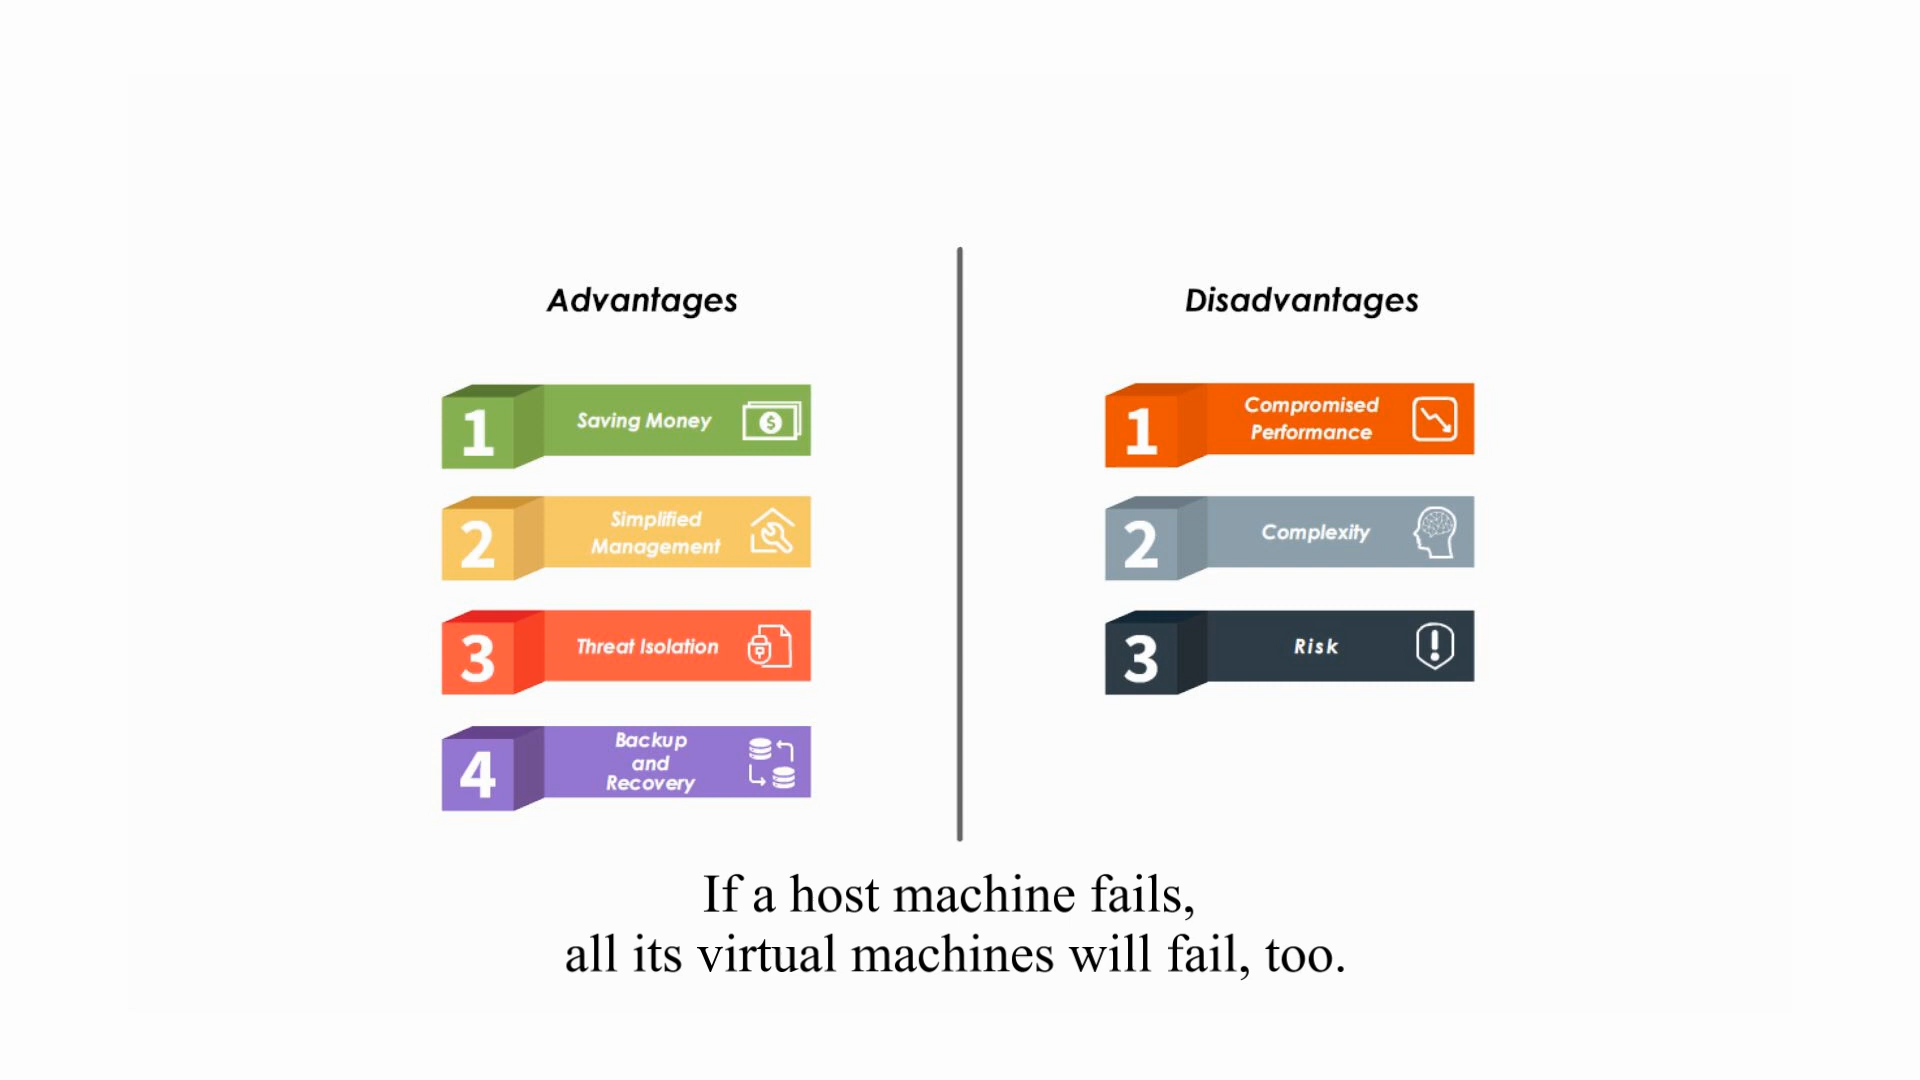 Advantages
1
Saving Money
2
Simplified
Management
3
Threat Isolation
4
Backup
and
Recovery
Disadvantages
1
Compromised
Performance
2
Complexity
3
Risk
If a host machine fails,
all its virtual machines will fail, too.